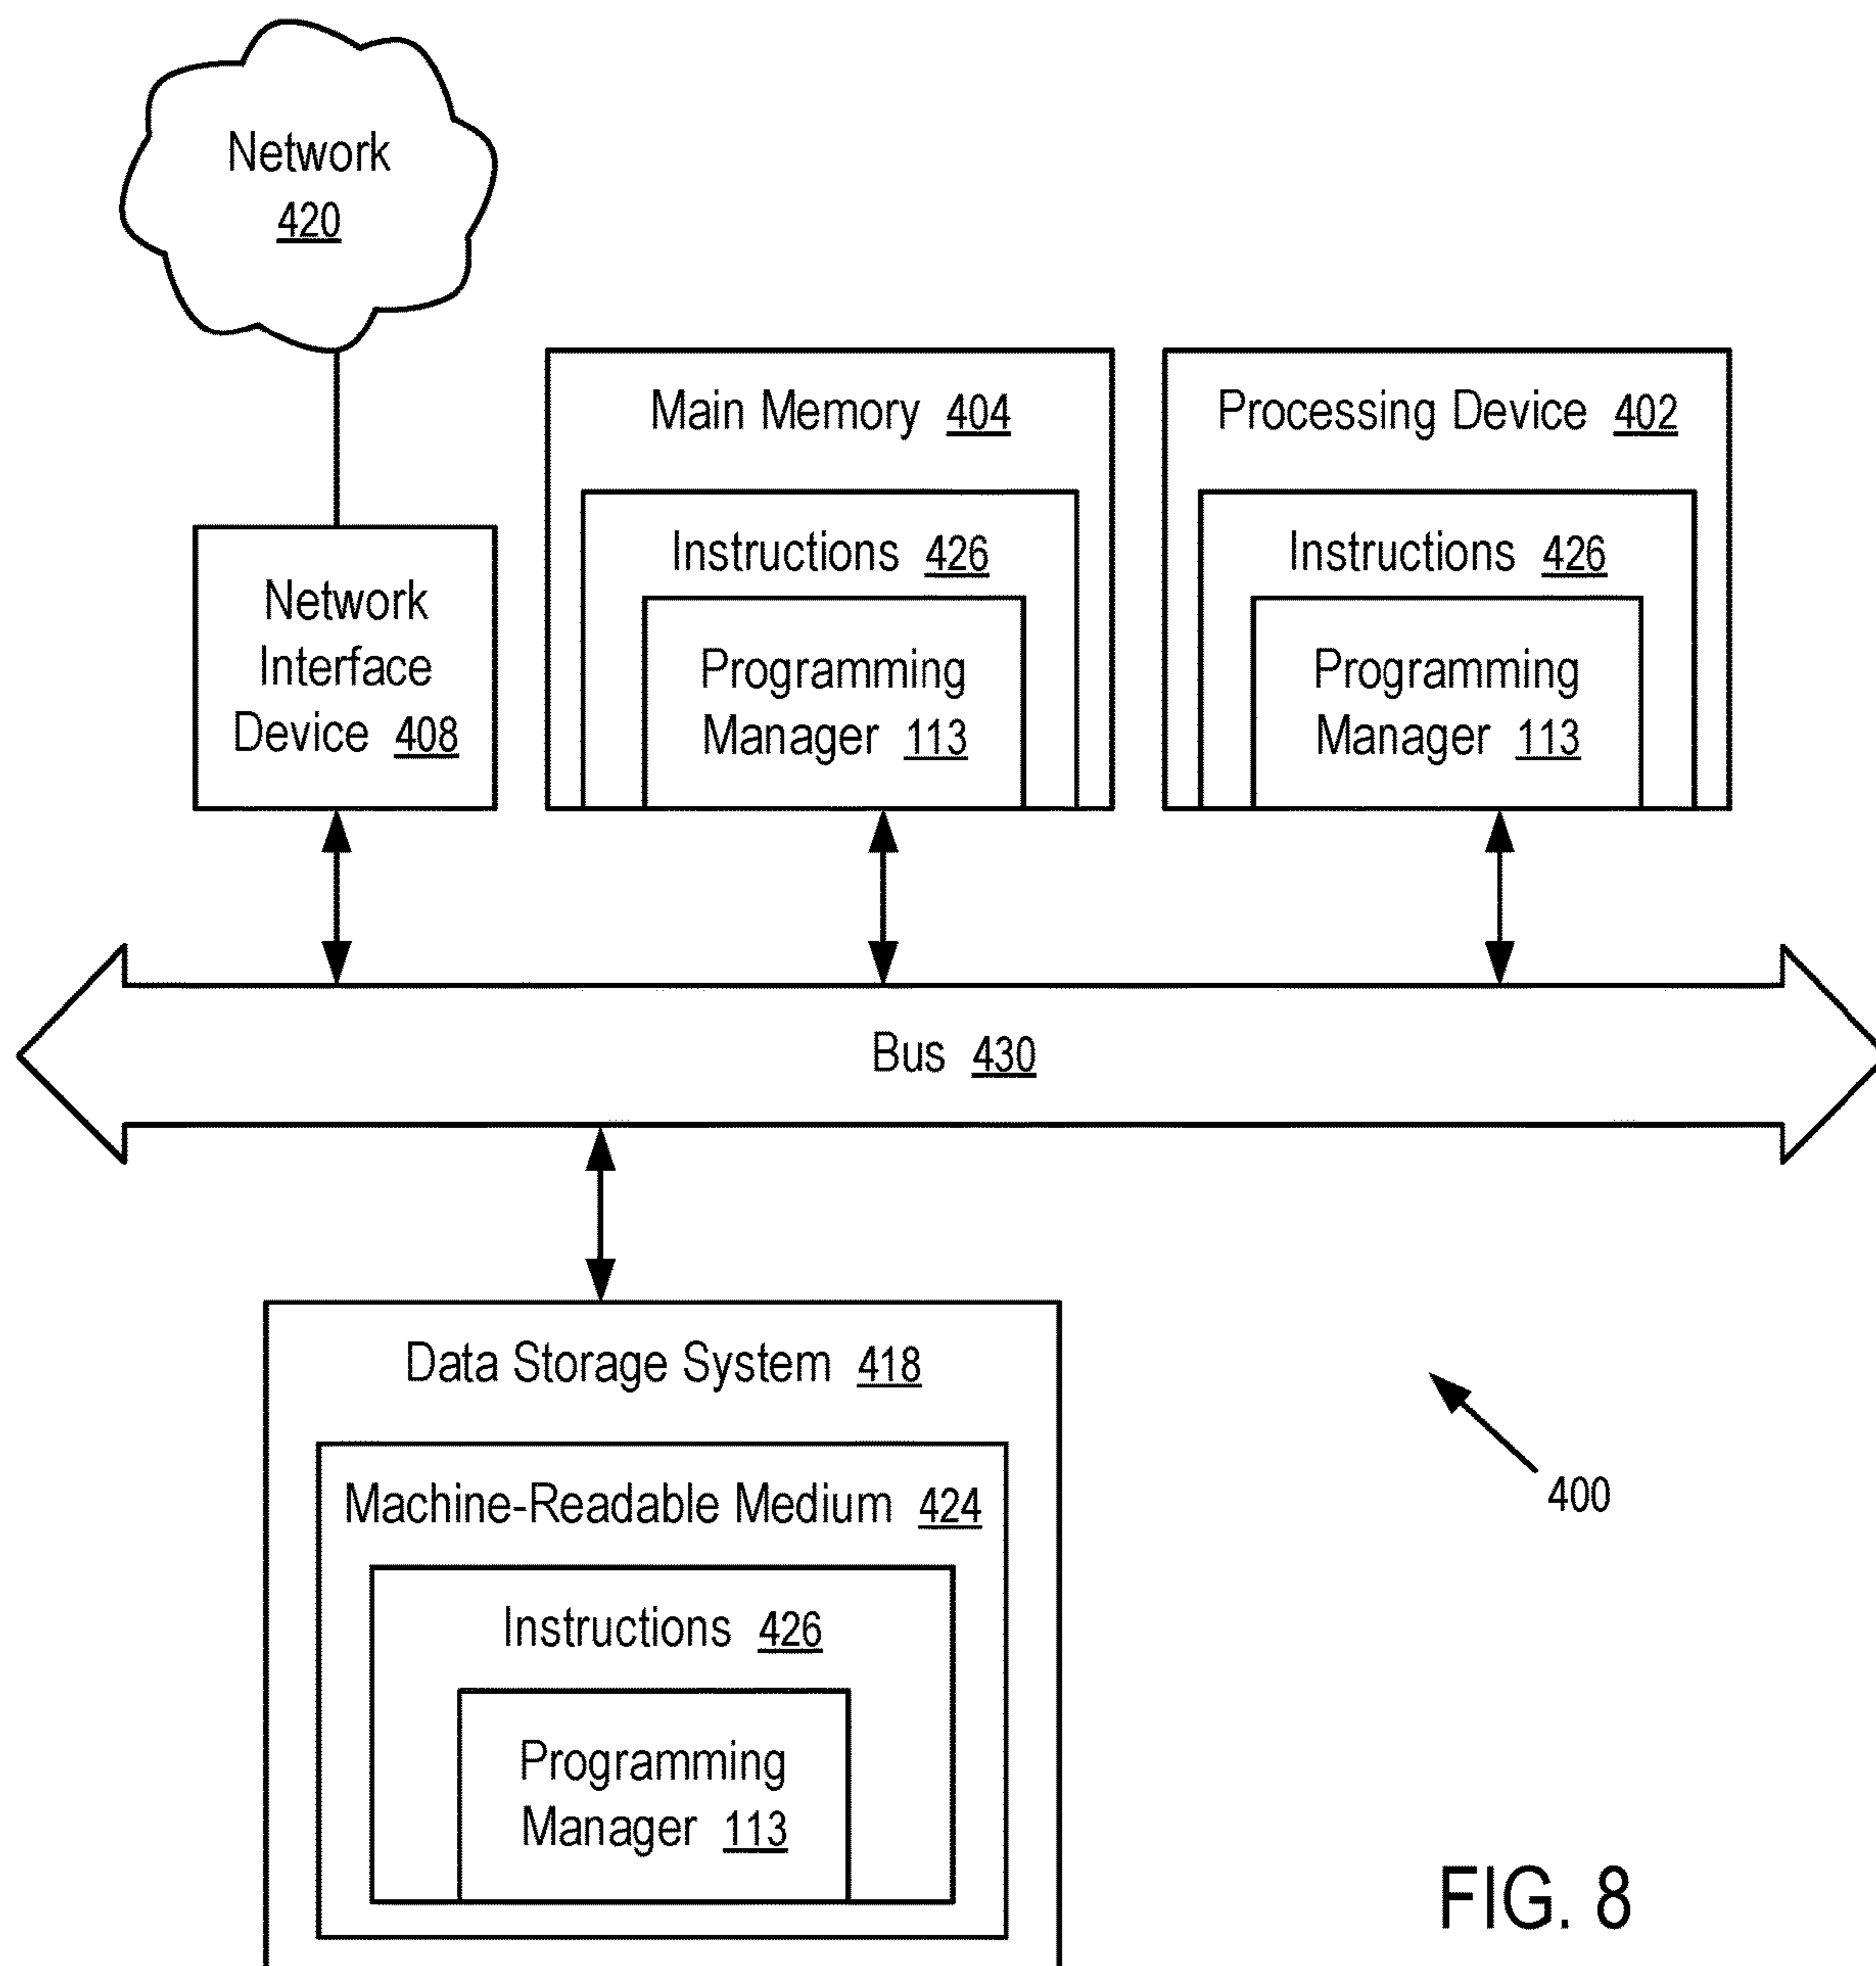 Network
420
Main Memory 404
Processing Device 402
Instructions 426
Instructions 426
Network
Interface
Device 408
Programming
Manager 113
Programming
Manager 113
Bus 430
Data Storage System 418
Machine-Readable Medium 424
400
Instructions 426
Programming
Manager 113
FIG. 8